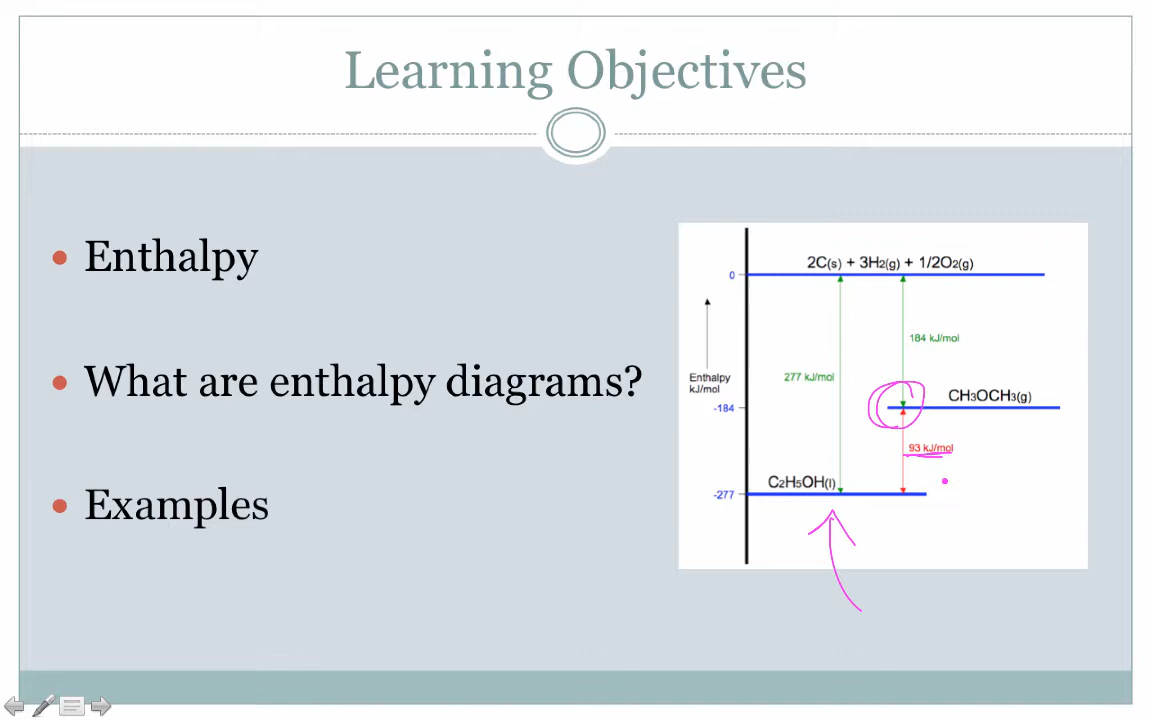 Learning Objectives
• Enthalpy
• What are enthalpy diagrams?
• Examples
2C(s) + 3H2(g) + 1/2O2(g)
0
184 kJ/mol
Enthalpy
kJ/mol
277 kJ/mol
CH3OCH3(g)
-184
93 kJ/mol
C2H5OH(l)
-277